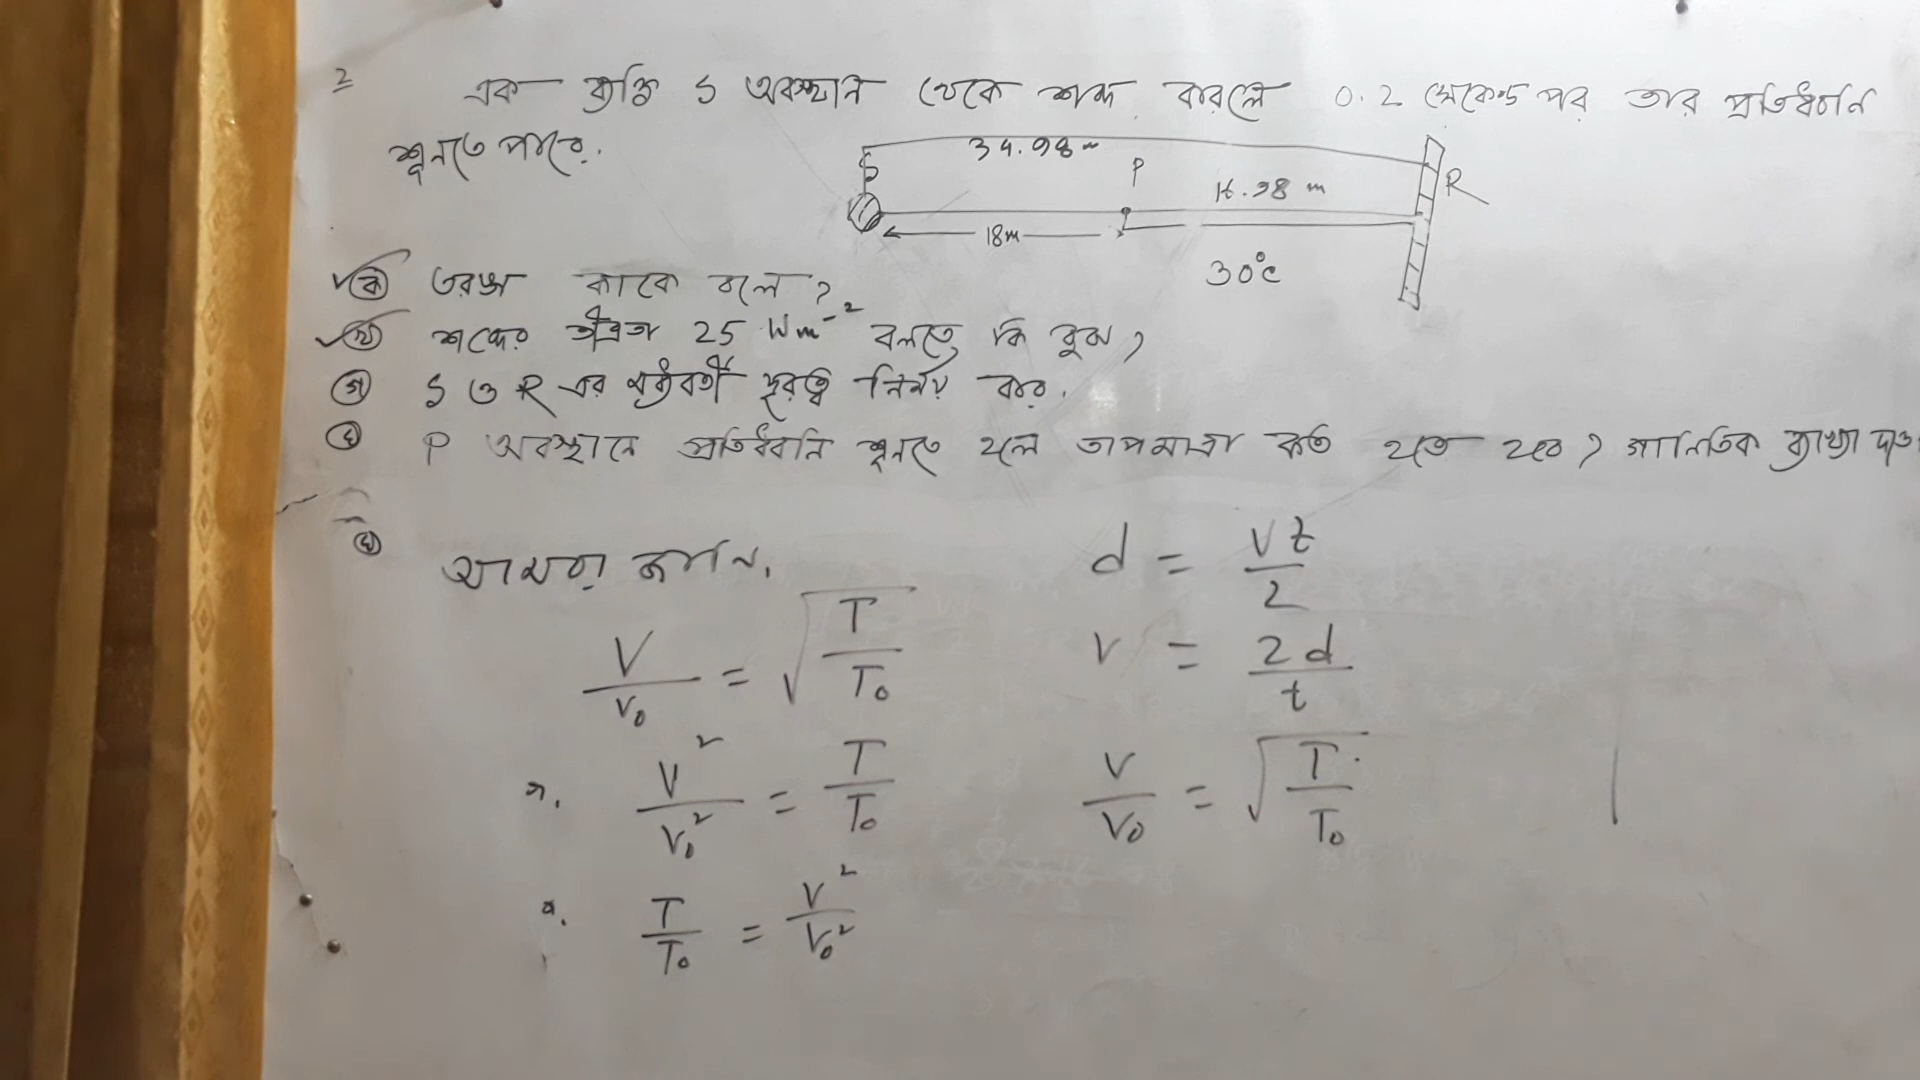 ২ এক ব্যক্তি S অবস্থান থেকে শব্দ করলে 0.2 সেকেন্ড পর তার প্রতিধ্বনি
শুনতে পারে.
34.98 m
S
P
16.98 m
R
18m
30°c
ক তরঙ্গ কাকে বলে ?
খ শব্দের তীব্রতা 25 Wm⁻² বলতে কি বুঝ ?
গ S ও R এর মধ্যবর্তী দূরত্ব নির্ণয় কর.
ঘ P অবস্থানে প্রতিধ্বনি শুনতে হলে তাপমাত্রা কত হতে হবে ? গানিতিক ব্যাখ্যা দাও
ঘ আমরা জানি,
V/V₀ = √(T/T₀)
V²/V₀² = T/T₀
T/T₀ = V²/V₀²
d = Vt/2
V = 2d/t
V/V₀ = √(T/T₀)